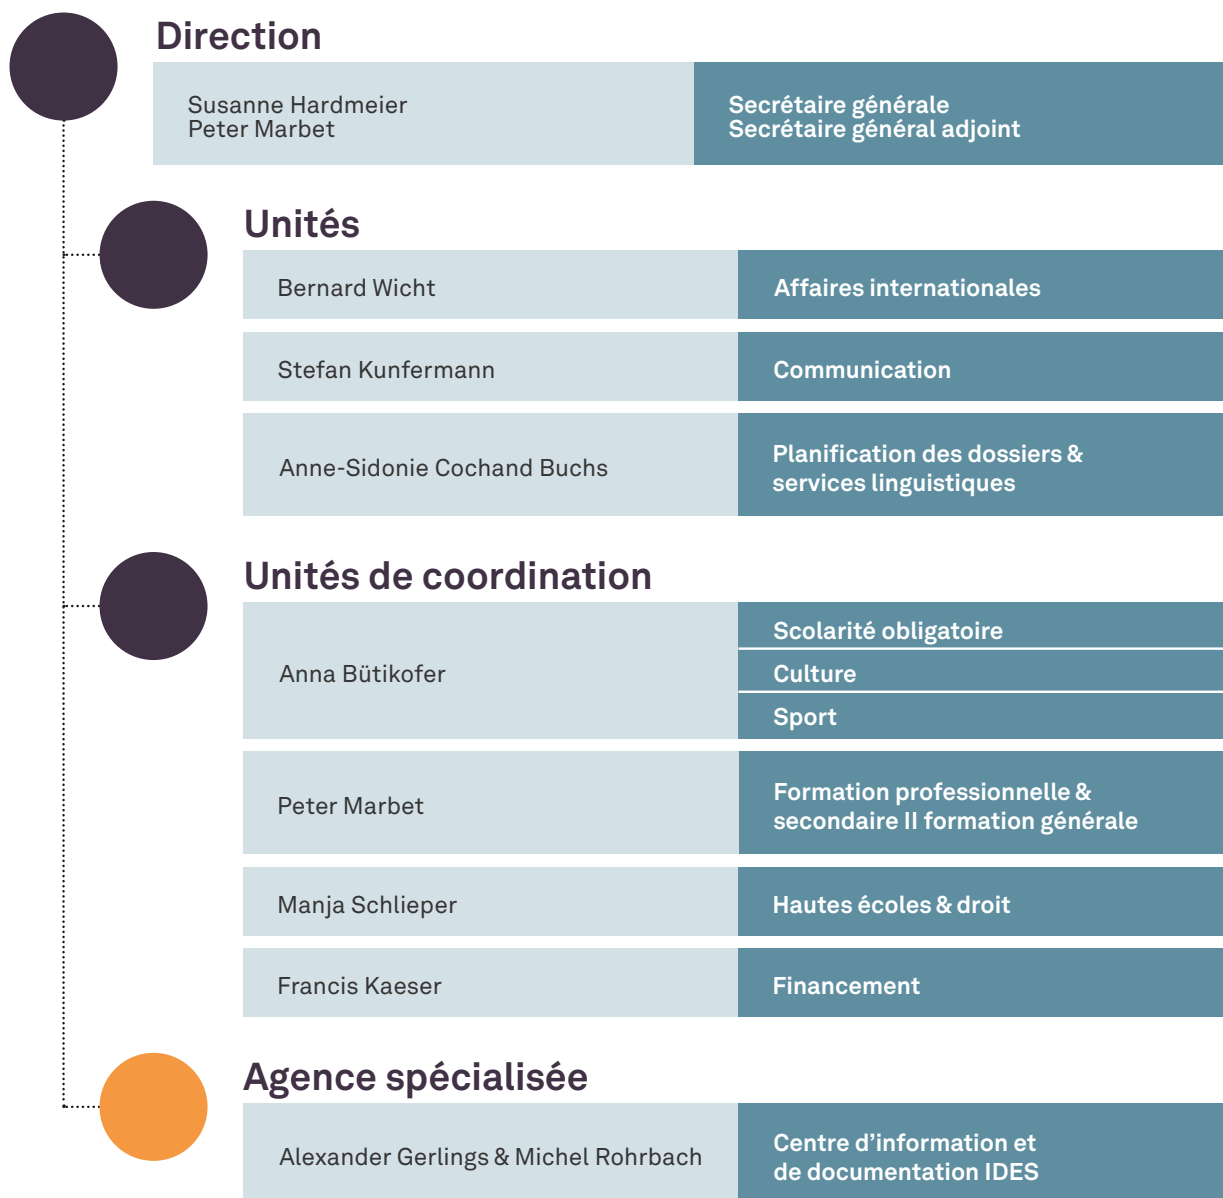 Direction
Susanne Hardmeier
Peter Marbet
Secrétaire générale
Secrétaire général adjoint
Unités
Bernard Wicht
Affaires internationales
Stefan Kunfermann
Communication
Anne-Sidonie Cochand Buchs
Planification des dossiers &
services linguistiques
Unités de coordination
Anna Bütikofer
Scolarité obligatoire
Culture
Sport
Peter Marbet
Formation professionnelle &
secondaire II formation générale
Manja Schlieper
Hautes écoles & droit
Francis Kaeser
Financement
Agence spécialisée
Alexander Gerlings & Michel Rohrbach
Centre d’information et
de documentation IDES